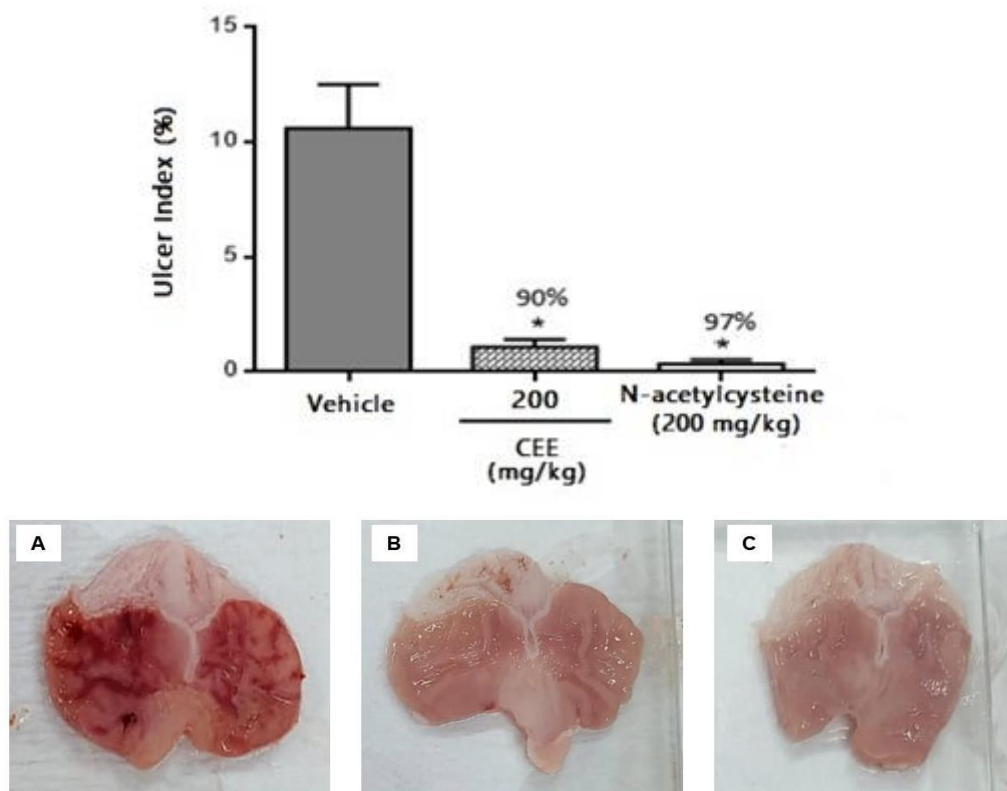 15
Ulcer Index (%)
10
5
0
90%
*
97%
*
Vehicle
200
CEE
(mg/kg)
N-acetylcysteine
(200 mg/kg)
A
B
C